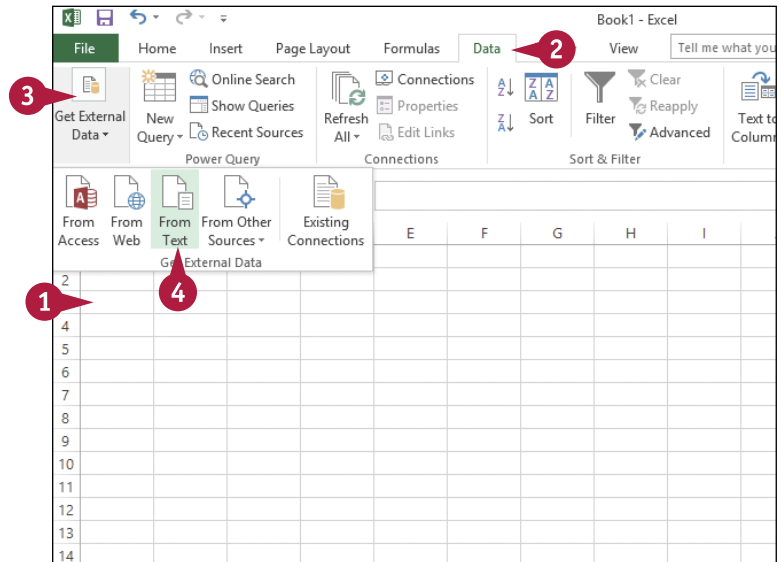 Book1 - Excel
File Home Insert Page Layout Formulas Data 2 View Tell me what you
3
Get External
Data
New
Query
Online Search
Show Queries
Recent Sources
Power Query
Refresh
All
Connections
Properties
Edit Links
Connections
A Z
Z A
Z A
A Z
Sort
Filter
Clear
Reapply
Advanced
Sort & Filter
Text to
Column
From
Access
From
Web
From
Text
From Other
Sources
Existing
Connections
Get External Data
4
E F G H I
2
1
4
5
6
7
8
9
10
11
12
13
14